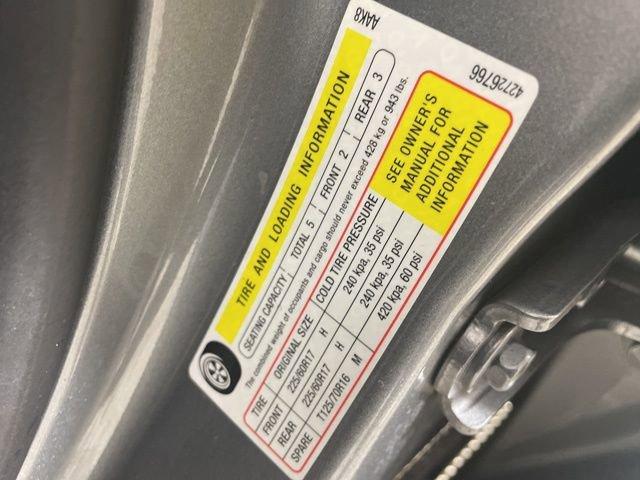 TIRE AND LOADING INFORMATION
SEATING CAPACITY TOTAL 5 FRONT 2 REAR 3
The combined weight of occupants and cargo should never exceed 428 kg or 943 lbs.
TIRE ORIGINAL SIZE COLD TIRE PRESSURE
FRONT 225/60R17 H 240 kpa, 35 psi
REAR 225/60R17 H 240 kpa, 35 psi
SPARE T125/70R16 M 420 kpa, 60 psi
SEE OWNER'S
MANUAL FOR
ADDITIONAL
INFORMATION
AAK8
42726766